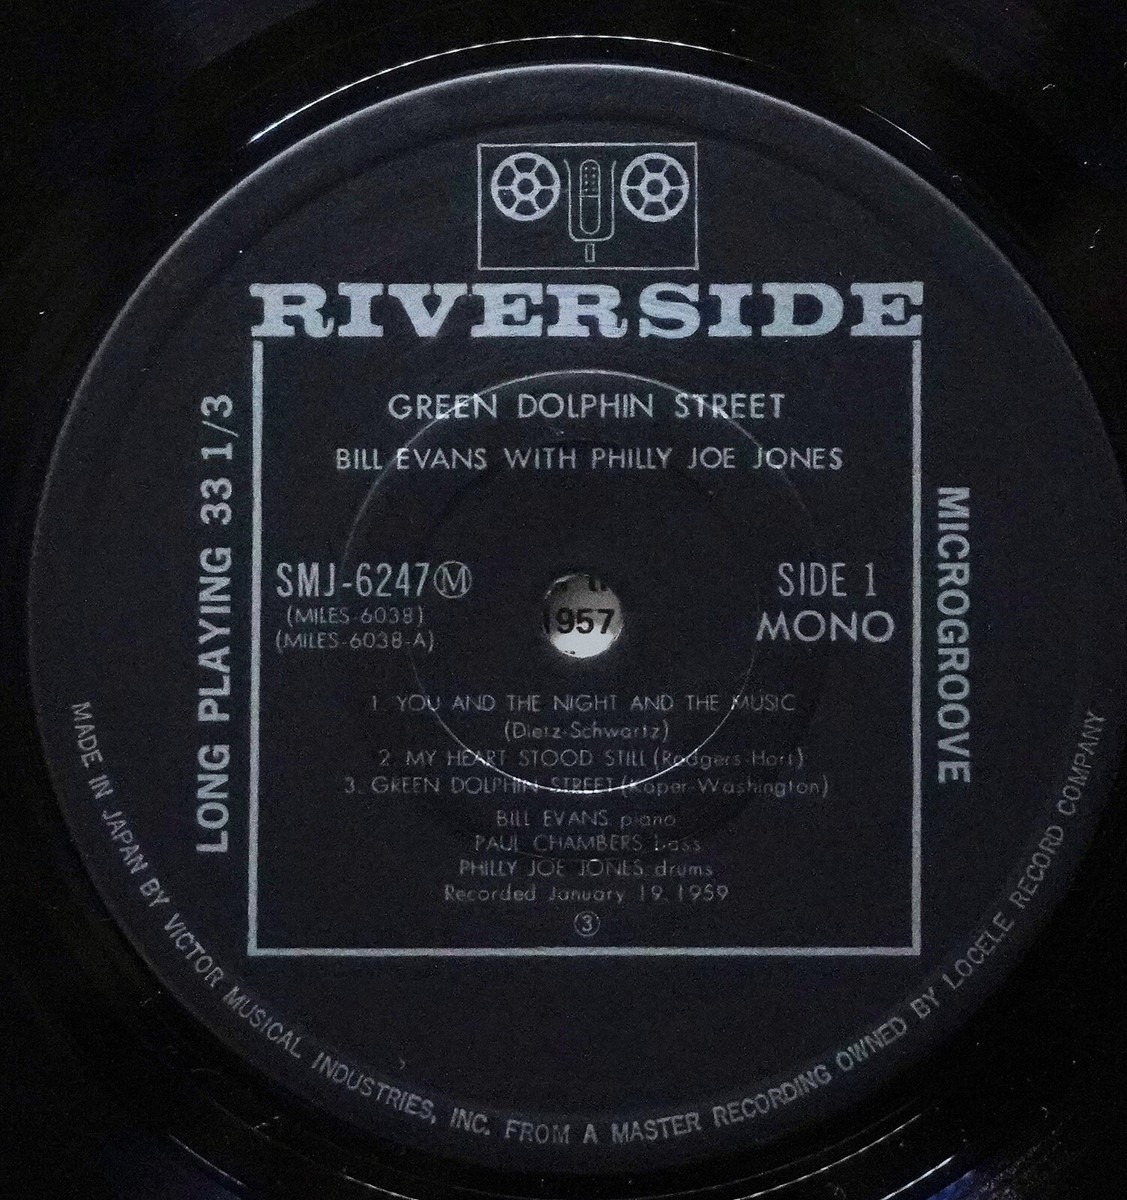 RIVERSIDE
GREEN DOLPHIN STREET
BILL EVANS WITH PHILLY JOE JONES
LONG PLAYING 33 1/3
MICROGROOVE
SMJ-6247 Ⓜ
(MILES-6038)
(MILES-6038-A)
SIDE 1
MONO
1957
1. YOU AND THE NIGHT AND THE MUSIC
(Dietz-Schwartz)
2. MY HEART STOOD STILL (Rodgers-Hart)
3. GREEN DOLPHIN STREET (Kaper-Washington)
BILL EVANS, piano
PAUL CHAMBERS, bass
PHILLY JOE JONES, drums
Recorded January 19, 1959
③
MADE IN JAPAN BY VICTOR MUSICAL INDUSTRIES, INC. FROM A MASTER RECORDING OWNED BY LOCELE RECORD COMPANY